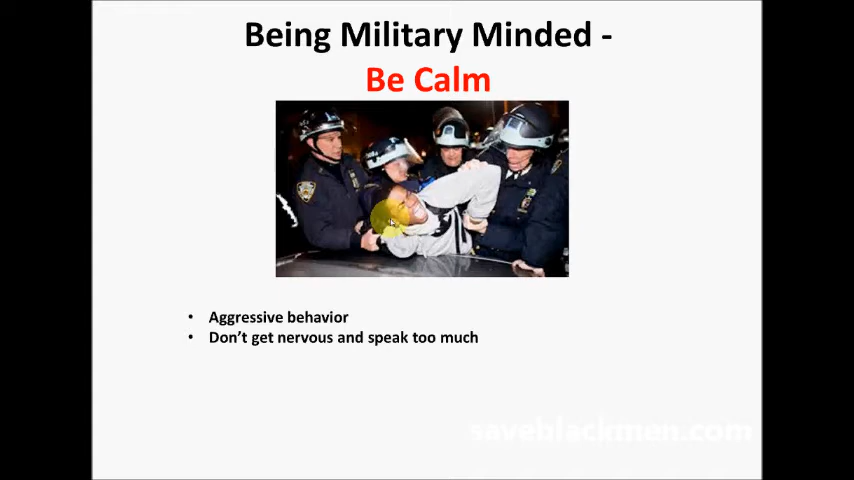 Being Military Minded -
Be Calm
• Aggressive behavior
• Don't get nervous and speak too much
saveblackmen.com